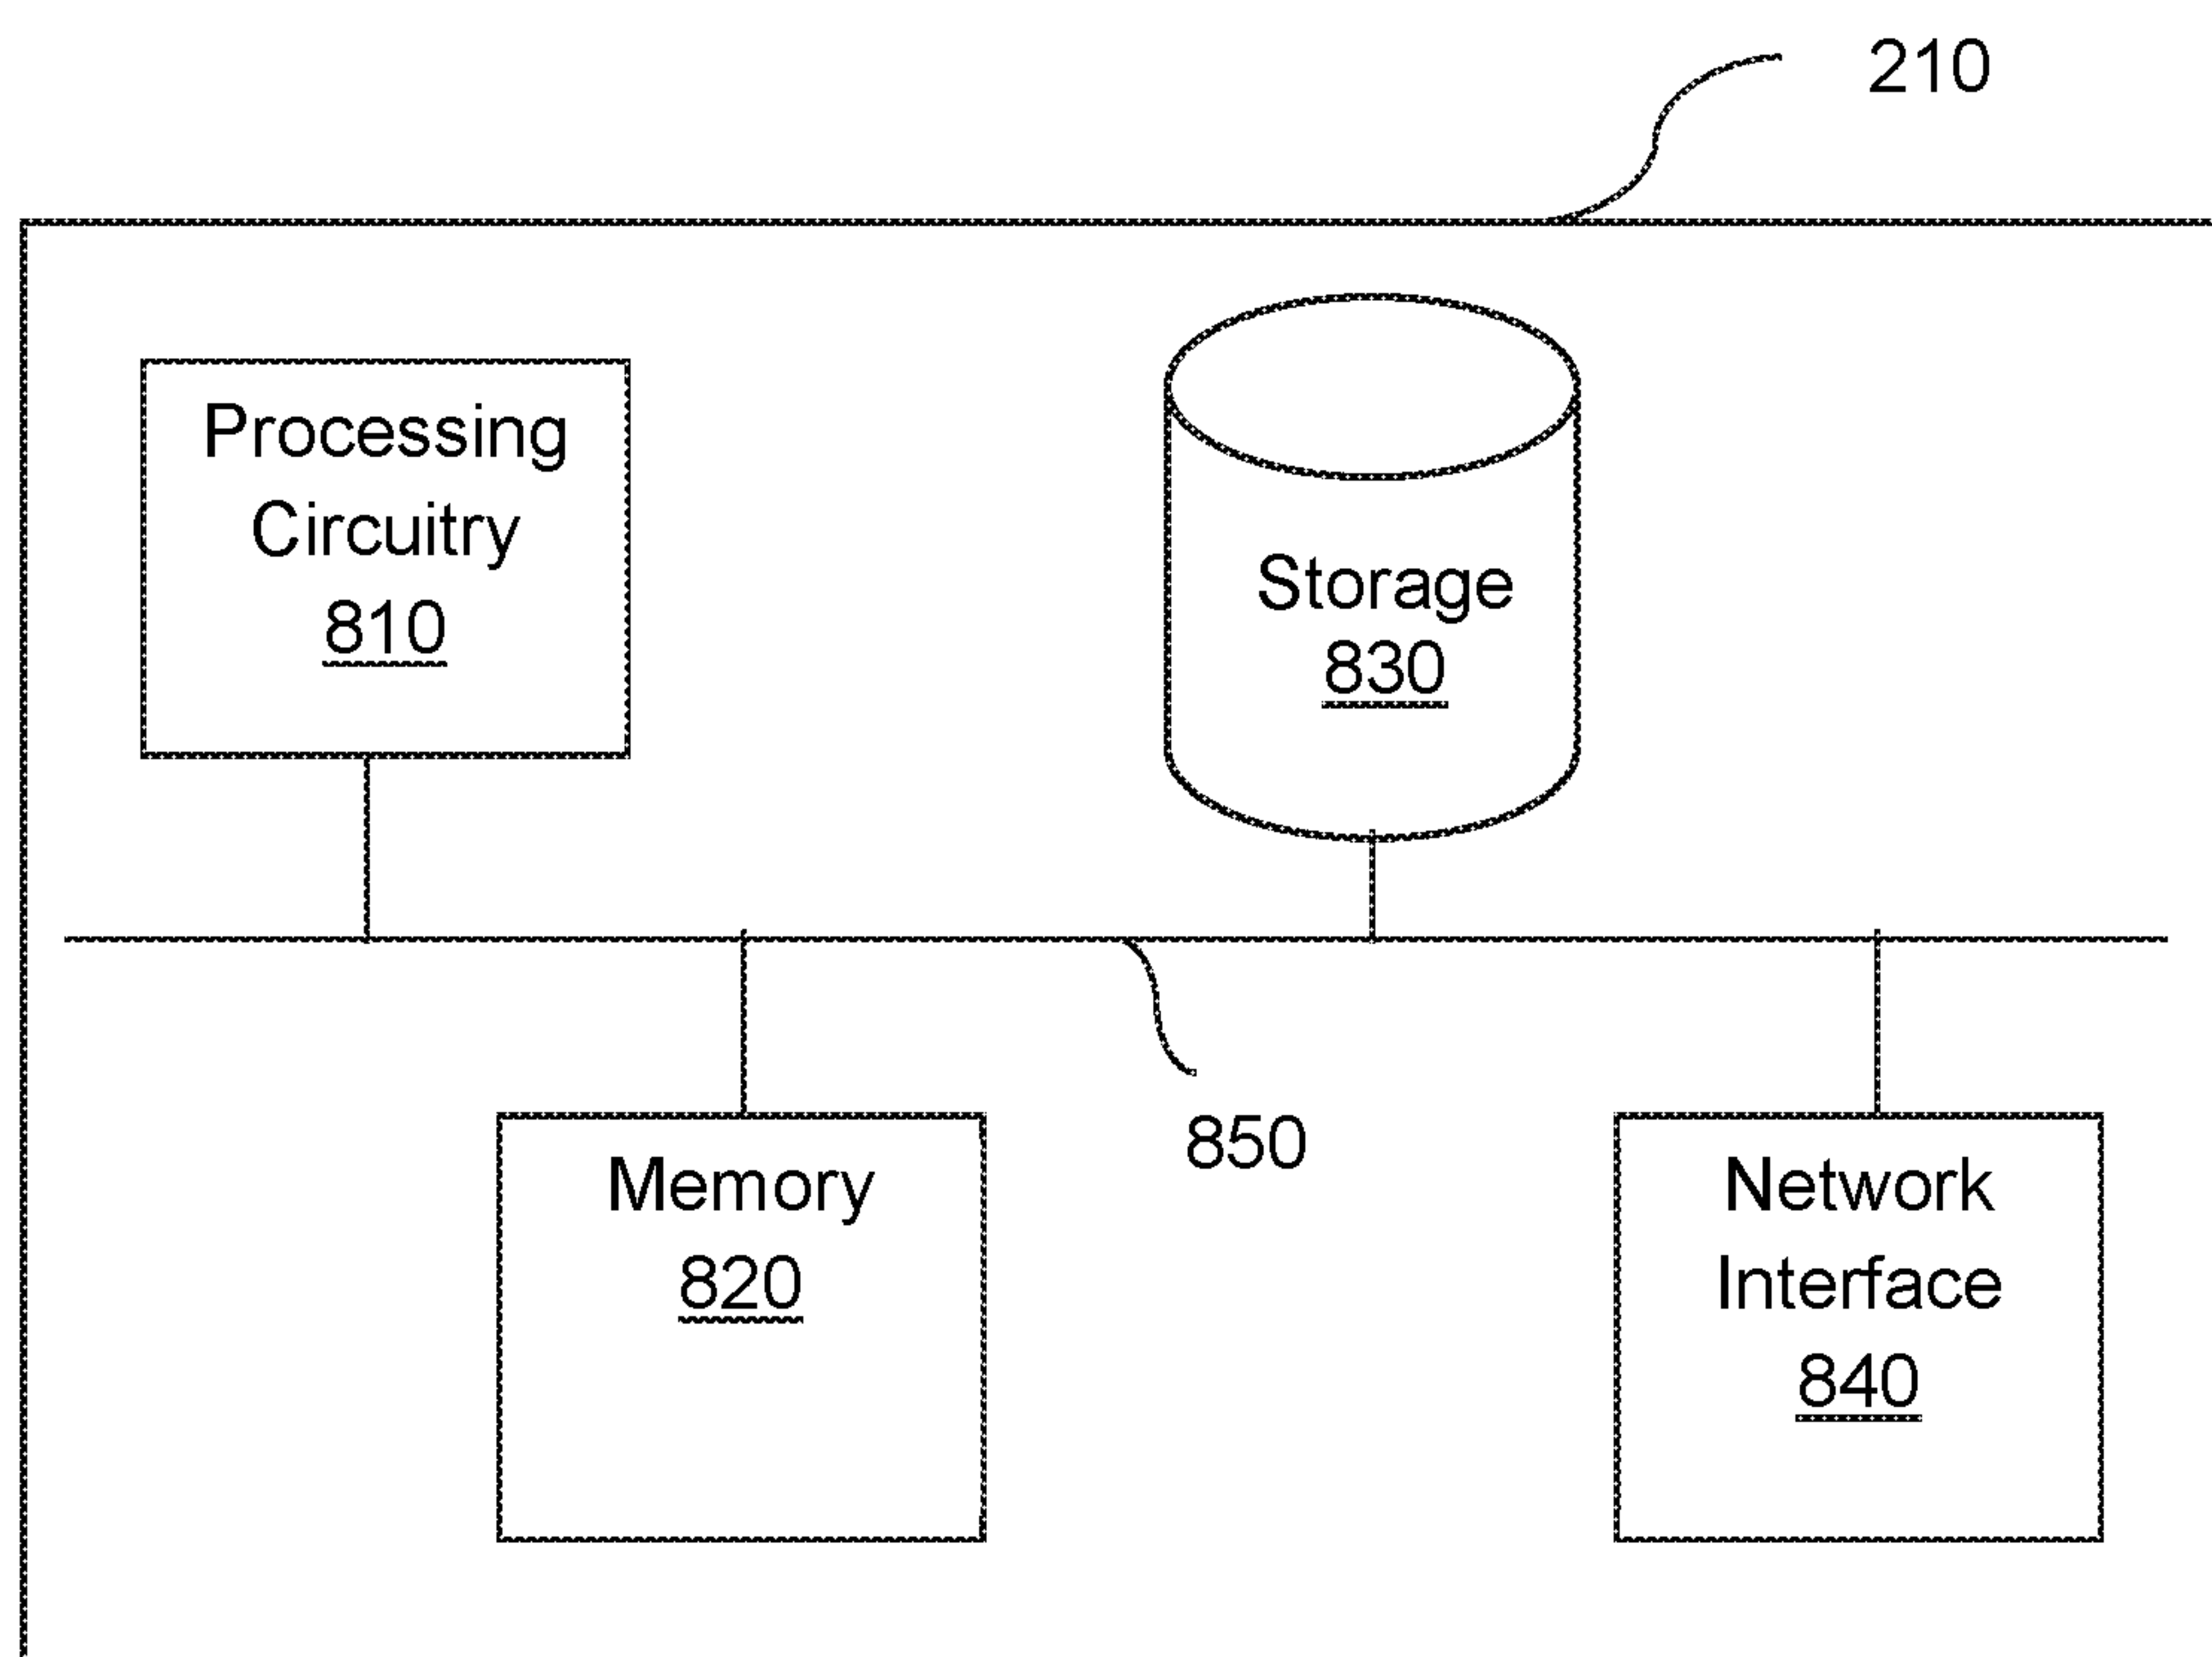 210
Processing
Circuitry
810
Storage
830
850
Memory
820
Network
Interface
840